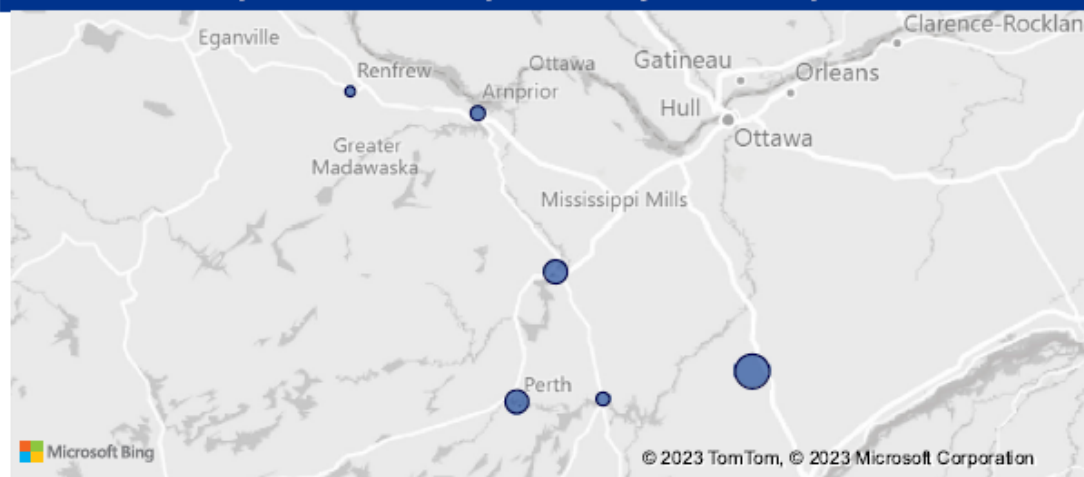 Clarence-Rocklan
Eganville
Gatineau
Renfrew
Ottawa
Orleans
Arnprior
Hull
Ottawa
Greater
Madawaska
Mississippi Mills
Perth
Microsoft Bing
© 2023 TomTom, © 2023 Microsoft Corporation